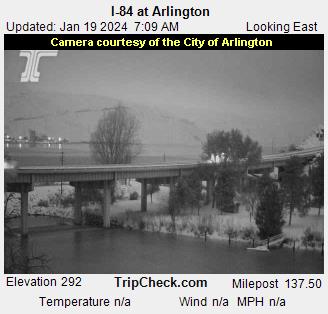 I-84 at Arlington
Updated: Jan 19 2024 7:09 AM Looking East
Camera courtesy of the City of Arlington
Elevation 292 TripCheck.com Milepost 137.50
Temperature n/a Wind n/a MPH n/a